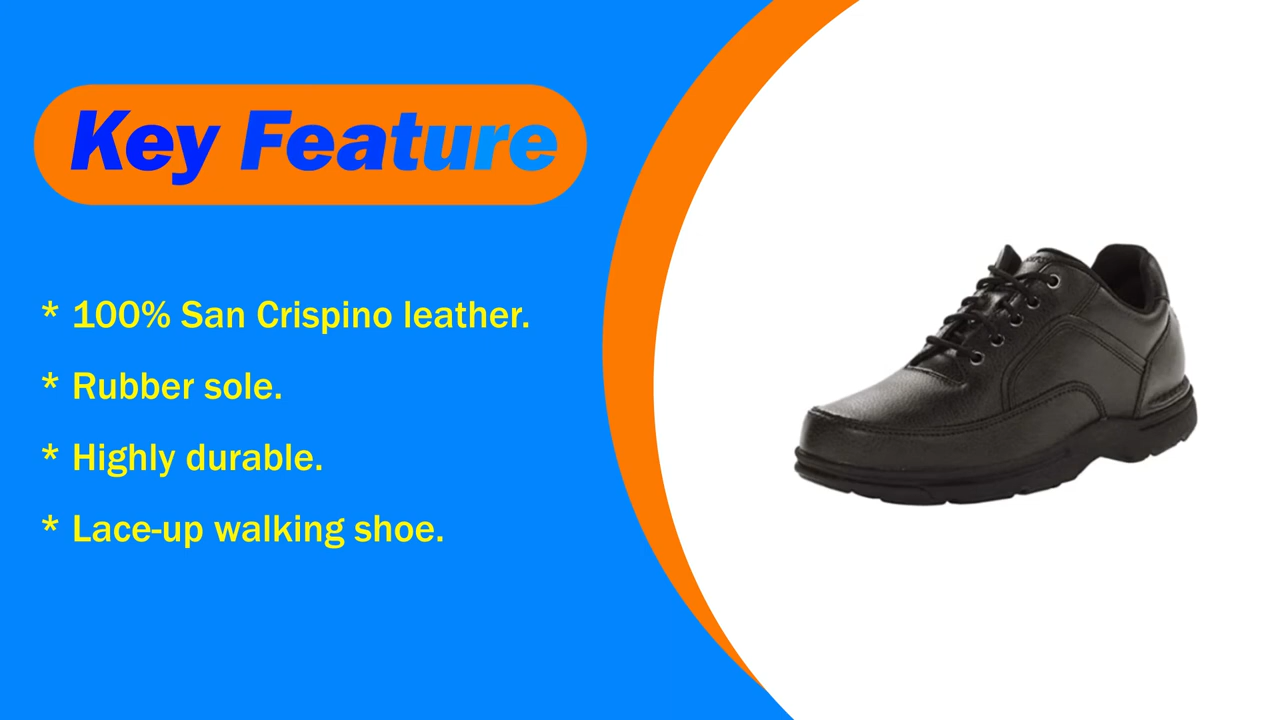 Key Feature
* 100% San Crispino leather.
* Rubber sole.
* Highly durable.
* Lace-up walking shoe.